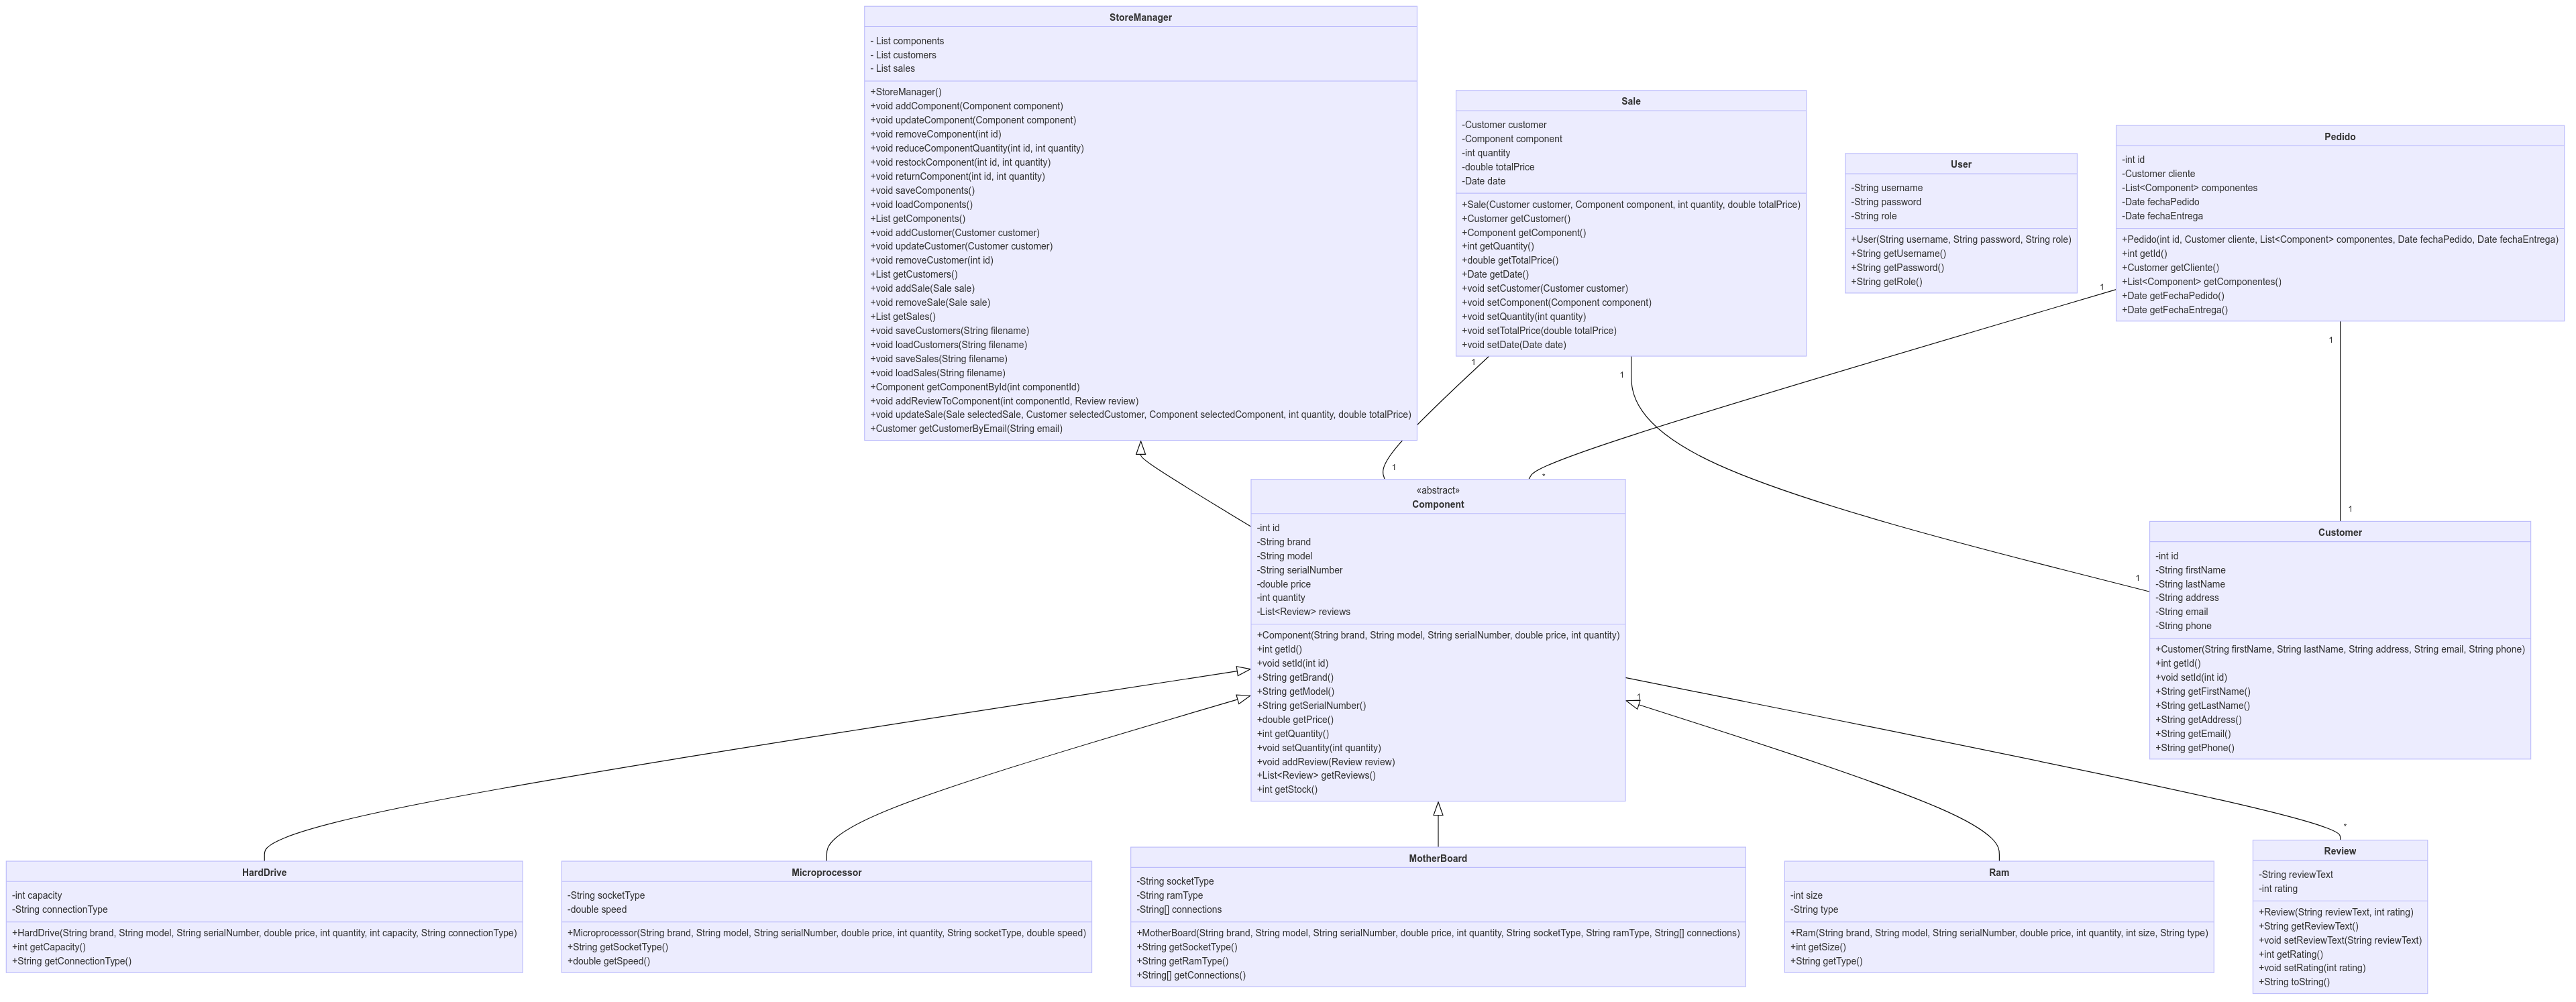 StoreManager
- List components
- List customers
- List sales
+StoreManager()
+void addComponent(Component component)
+void updateComponent(Component component)
+void removeComponent(int id)
+void reduceComponentQuantity(int id, int quantity)
+void restockComponent(int id, int quantity)
+void returnComponent(int id, int quantity)
+void saveComponents()
+void loadComponents()
+List getComponents()
+void addCustomer(Customer customer)
+void updateCustomer(Customer customer)
+void removeCustomer(int id)
+List getCustomers()
+void addSale(Sale sale)
+void removeSale(Sale sale)
+List getSales()
+void saveCustomers(String filename)
+void loadCustomers(String filename)
+void saveSales(String filename)
+void loadSales(String filename)
+Component getComponentById(int componentId)
+void addReviewToComponent(int componentId, Review review)
+void updateSale(Sale selectedSale, Customer selectedCustomer, Component selectedComponent, int quantity, double totalPrice)
+Customer getCustomerByEmail(String email)
Sale
-Customer customer
-Component component
-int quantity
-double totalPrice
-Date date
+Sale(Customer customer, Component component, int quantity, double totalPrice)
+Customer getCustomer()
+Component getComponent()
+int getQuantity()
+double getTotalPrice()
+Date getDate()
+void setCustomer(Customer customer)
+void setComponent(Component component)
+void setQuantity(int quantity)
+void setTotalPrice(double totalPrice)
+void setDate(Date date)
User
-String username
-String password
-String role
+User(String username, String password, String role)
+String getUsername()
+String getPassword()
+String getRole()
Pedido
-int id
-Customer cliente
-List<Component> componentes
-Date fechaPedido
-Date fechaEntrega
+Pedido(int id, Customer cliente, List<Component> componentes, Date fechaPedido, Date fechaEntrega)
+int getId()
+Customer getCliente()
+List<Component> getComponentes()
+Date getFechaPedido()
+Date getFechaEntrega()
1
1
1
1
1
*
1
1
«abstract»
Component
-int id
-String brand
-String model
-String serialNumber
-double price
-int quantity
-List<Review> reviews
+Component(String brand, String model, String serialNumber, double price, int quantity)
+int getId()
+void setId(int id)
+String getBrand()
+String getModel()
+String getSerialNumber()
+double getPrice()
+int getQuantity()
+void setQuantity(int quantity)
+void addReview(Review review)
+List<Review> getReviews()
+int getStock()
Customer
-int id
-String firstName
-String lastName
-String address
-String email
-String phone
+Customer(String firstName, String lastName, String address, String email, String phone)
+int getId()
+void setId(int id)
+String getFirstName()
+String getLastName()
+String getAddress()
+String getEmail()
+String getPhone()
1
*
HardDrive
-int capacity
-String connectionType
+HardDrive(String brand, String model, String serialNumber, double price, int quantity, int capacity, String connectionType)
+int getCapacity()
+String getConnectionType()
Microprocessor
-String socketType
-double speed
+Microprocessor(String brand, String model, String serialNumber, double price, int quantity, String socketType, double speed)
+String getSocketType()
+double getSpeed()
MotherBoard
-String socketType
-String ramType
-String[] connections
+MotherBoard(String brand, String model, String serialNumber, double price, int quantity, String socketType, String ramType, String[] connections)
+String getSocketType()
+String getRamType()
+String[] getConnections()
Ram
-int size
-String type
+Ram(String brand, String model, String serialNumber, double price, int quantity, int size, String type)
+int getSize()
+String getType()
Review
-String reviewText
-int rating
+Review(String reviewText, int rating)
+String getReviewText()
+void setReviewText(String reviewText)
+int getRating()
+void setRating(int rating)
+String toString()